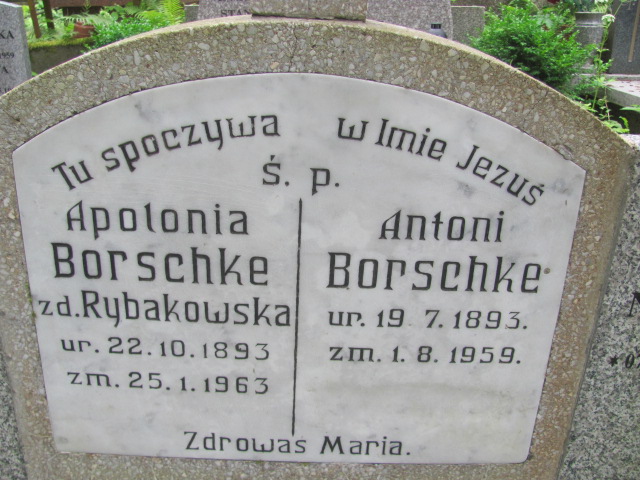 Tu spoczywa w Imie Jezuś
Ś. p.
Apolonia
Borschke
zd. Rybakowska
ur. 22.10.1893
zm. 25.1.1963
Antoni
Borschke
ur. 19.7.1893.
zm. 1.8.1959.
Zdrowas Maria.